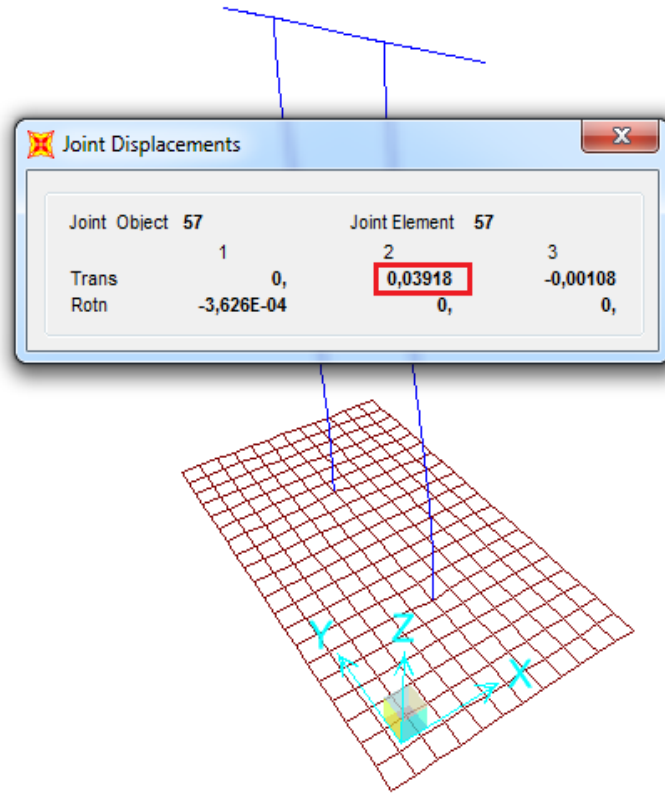 Joint Displacements
Joint Object 57 Joint Element 57
1 2 3
Trans 0, 0,03918 -0,00108
Rotn -3,626E-04 0, 0,
Y Z X